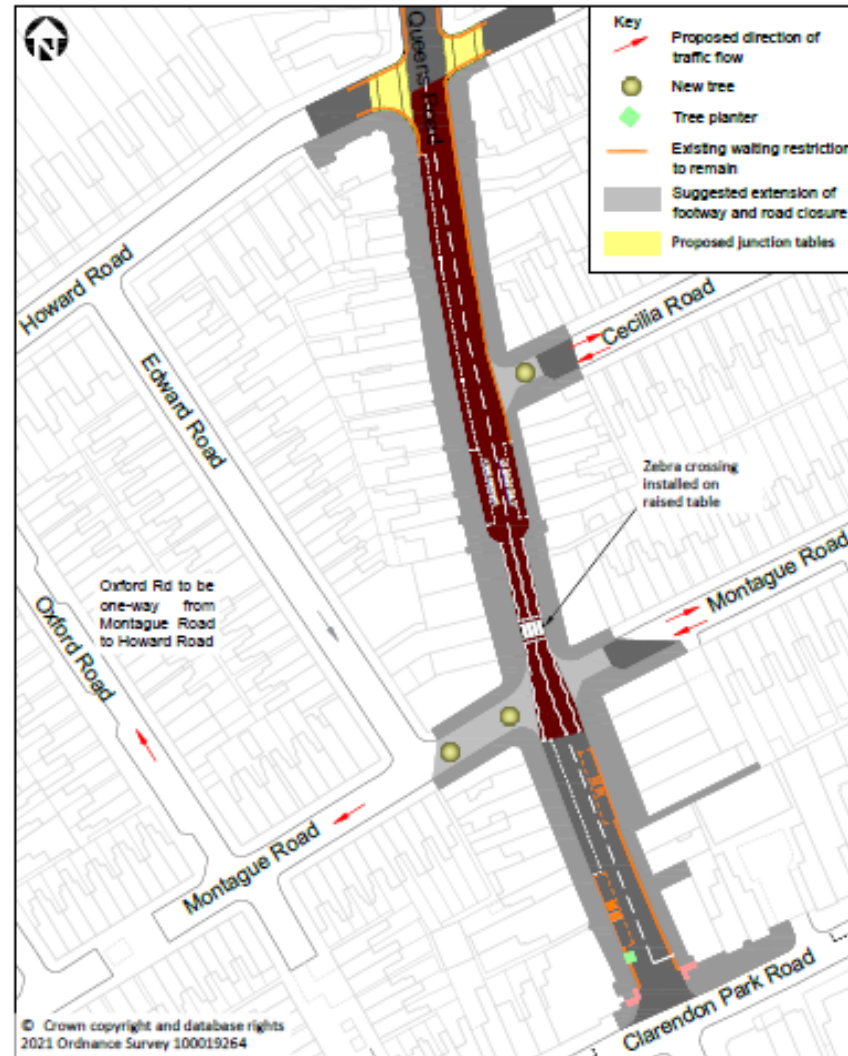 Key
Proposed direction of
traffic flow
New tree
Tree planter
Existing waiting restriction
to remain
Suggested extension of
footway and road closure
Proposed junction tables
N
Queens Road
Howard Road
Cecilia Road
Edward Road
Zebra crossing
installed on
raised table
Montague Road
Oxford Rd to be
one-way from
Montague Road
to Howard Road
Oxford Road
Montague Road
Clarendon Park Road
© Crown copyright and database rights
2021 Ordnance Survey 100019264